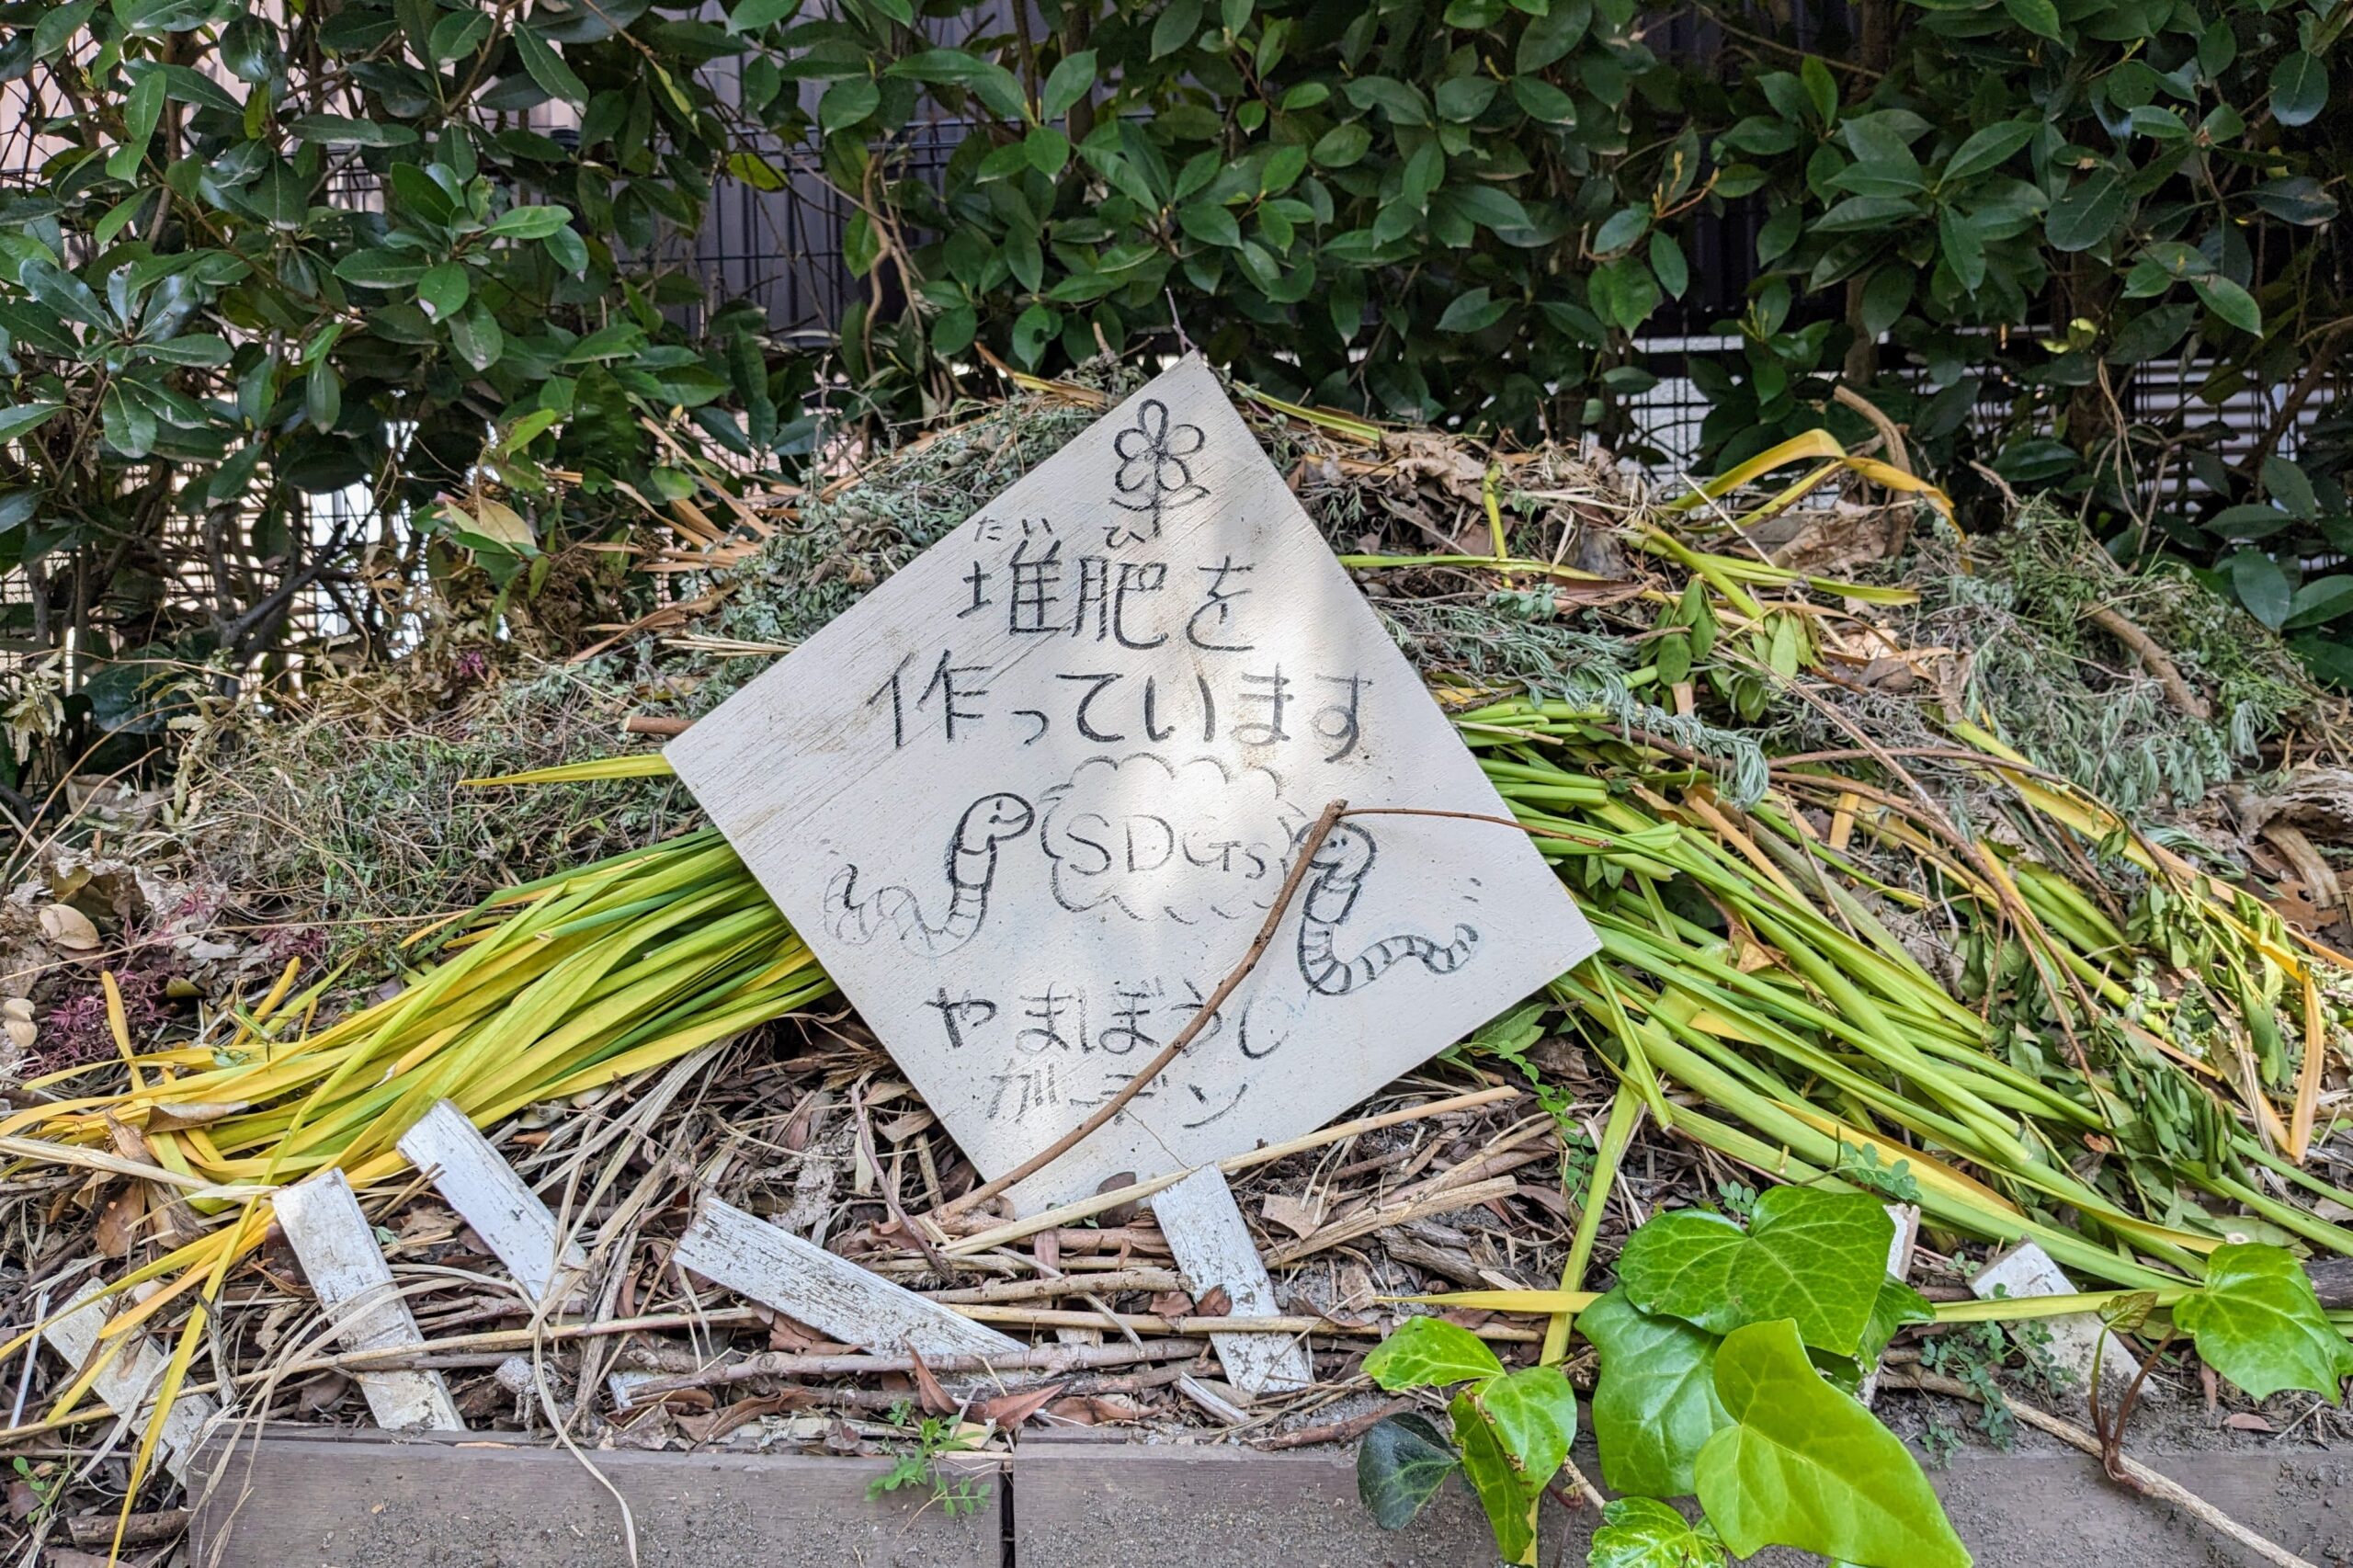 だい ひ
堆肥を
作っています
SDGs
やまぼうし
ガーデン